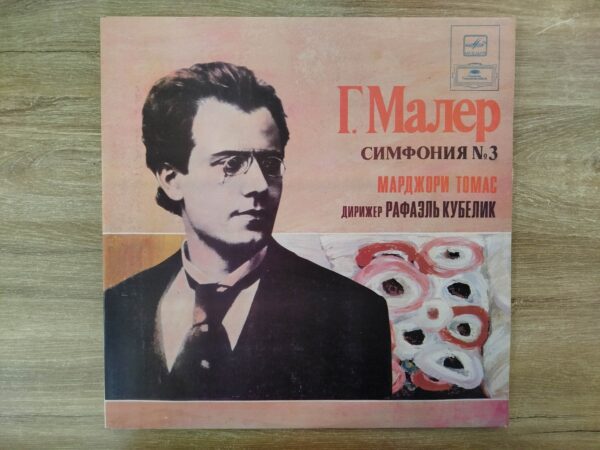 Г. Малер
СИМФОНИЯ №3
МАРДЖОРИ ТОМАС
ДИРИЖЕР РАФАЭЛЬ КУБЕЛИК